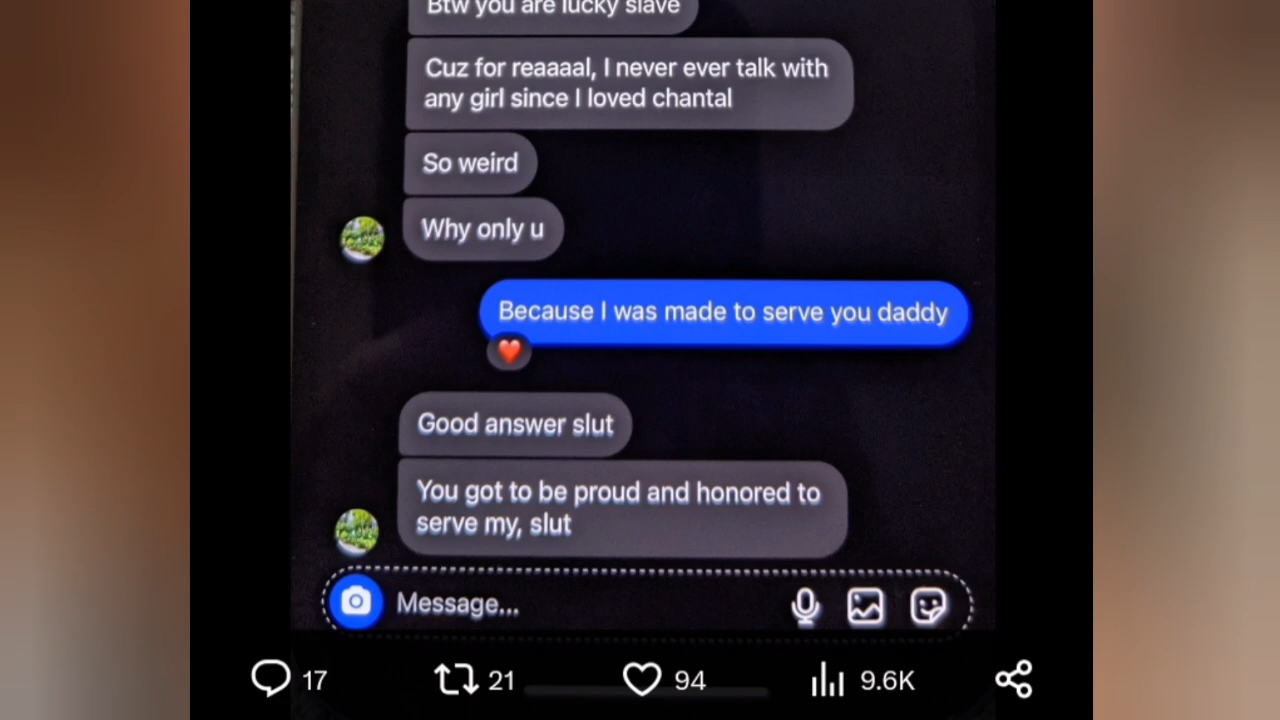 Btw you are lucky slave
Cuz for reaaaal, I never ever talk with
any girl since I loved chantal
So weird
Why only u
Because I was made to serve you daddy
Good answer slut
You got to be proud and honored to
serve my, slut
Message...
17
21
94
9.6K